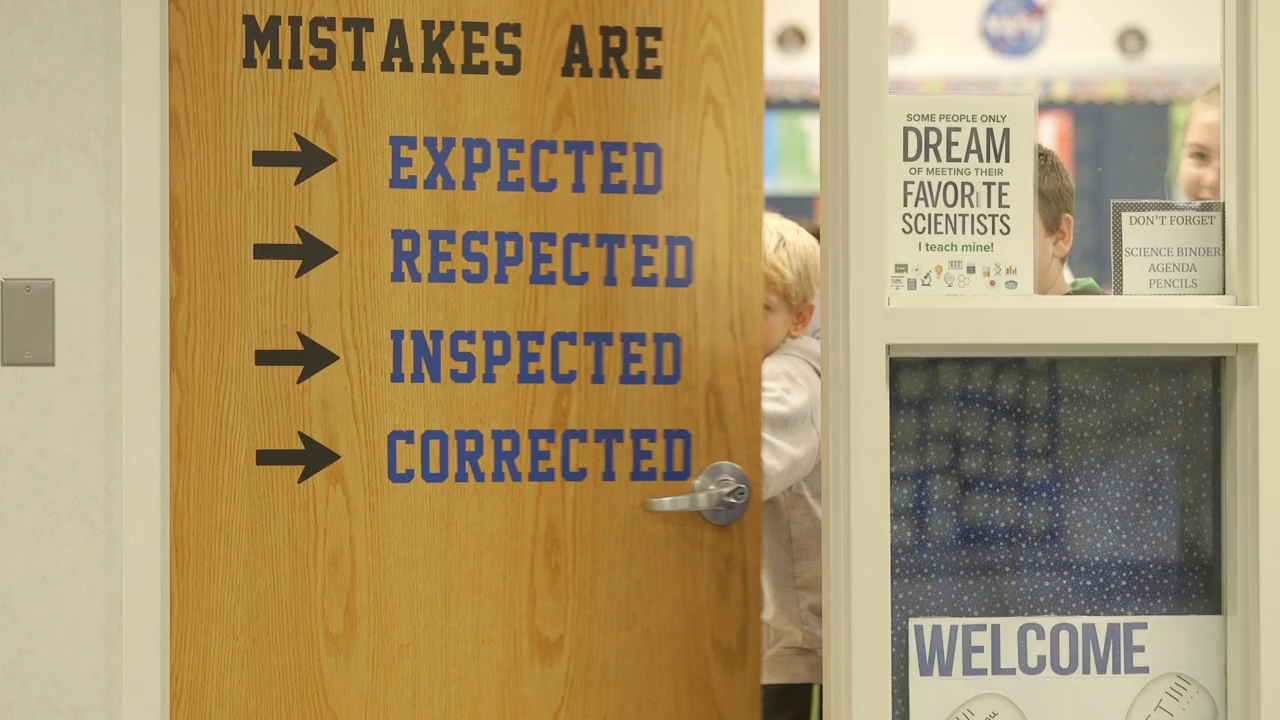 MISTAKES ARE
EXPECTED
RESPECTED
INSPECTED
CORRECTED
SOME PEOPLE ONLY
DREAM
OF MEETING THEIR
FAVORITE
SCIENTISTS
I teach mine!
DON'T FORGET
SCIENCE BINDER
AGENDA
PENCILS
WELCOME